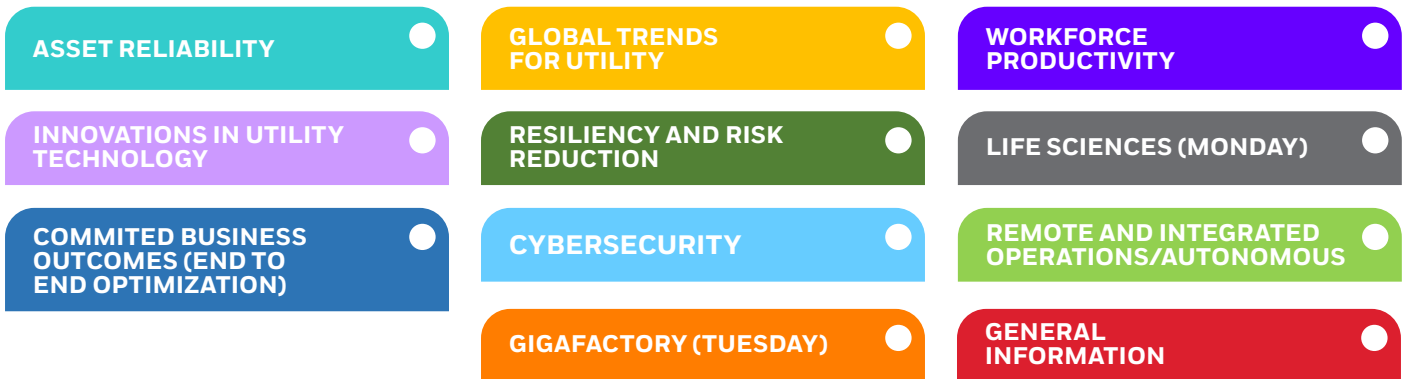 ASSET RELIABILITY
GLOBAL TRENDS
FOR UTILITY
WORKFORCE
PRODUCTIVITY
INNOVATIONS IN UTILITY
TECHNOLOGY
RESILIENCY AND RISK
REDUCTION
LIFE SCIENCES (MONDAY)
COMMITED BUSINESS
OUTCOMES (END TO
END OPTIMIZATION)
CYBERSECURITY
REMOTE AND INTEGRATED
OPERATIONS/AUTONOMOUS
GIGAFACTORY (TUESDAY)
GENERAL
INFORMATION